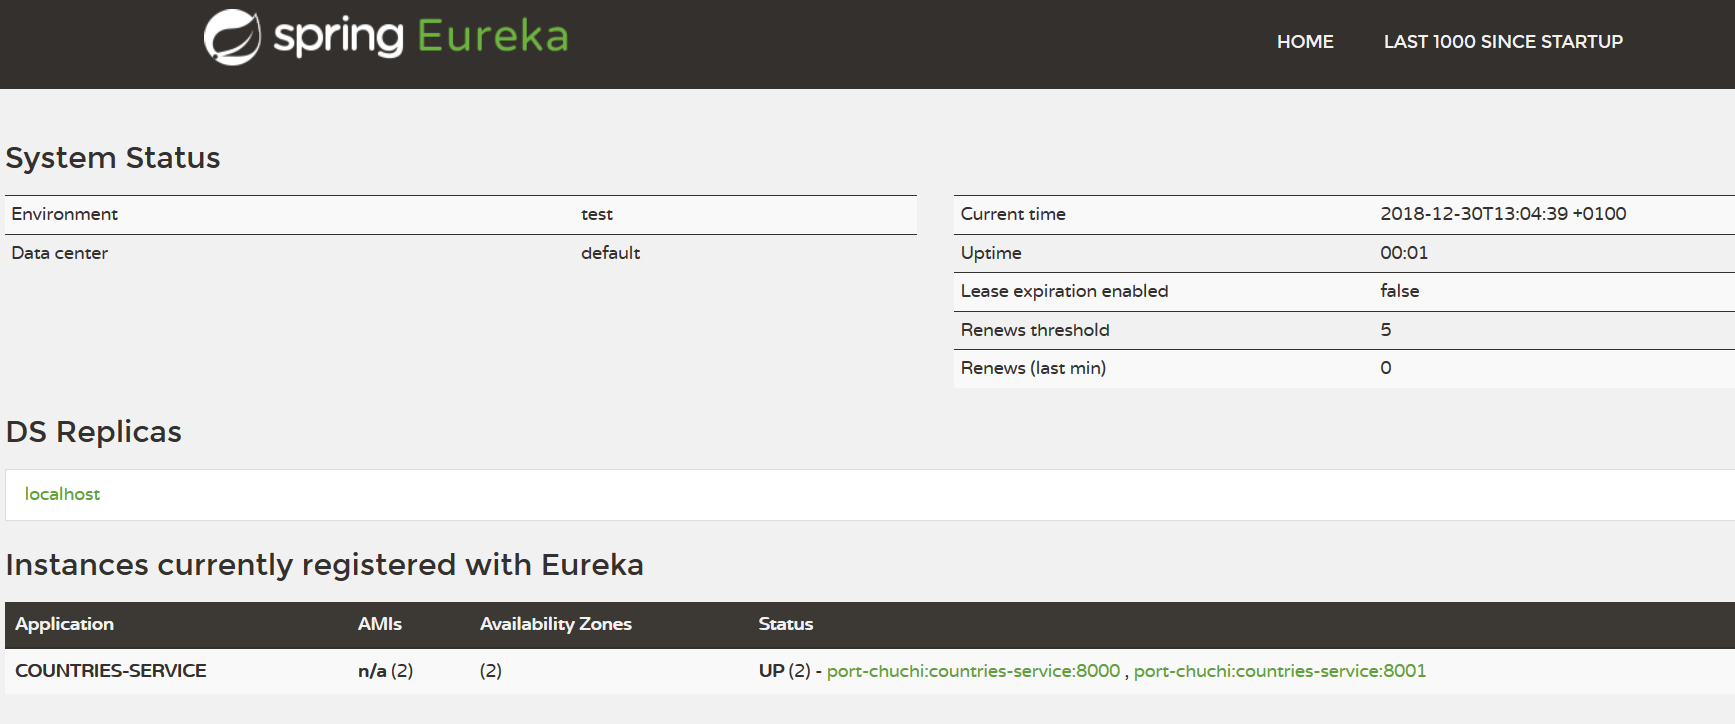 spring Eureka
HOME LAST 1000 SINCE STARTUP
System Status
Environment test
Data center default
Current time 2018-12-30T13:04:39 +0100
Uptime 00:01
Lease expiration enabled false
Renews threshold 5
Renews (last min) 0
DS Replicas
localhost
Instances currently registered with Eureka
Application AMIs Availability Zones Status
COUNTRIES-SERVICE n/a (2) (2) UP (2) - port-chuchi:countries-service:8000 , port-chuchi:countries-service:8001